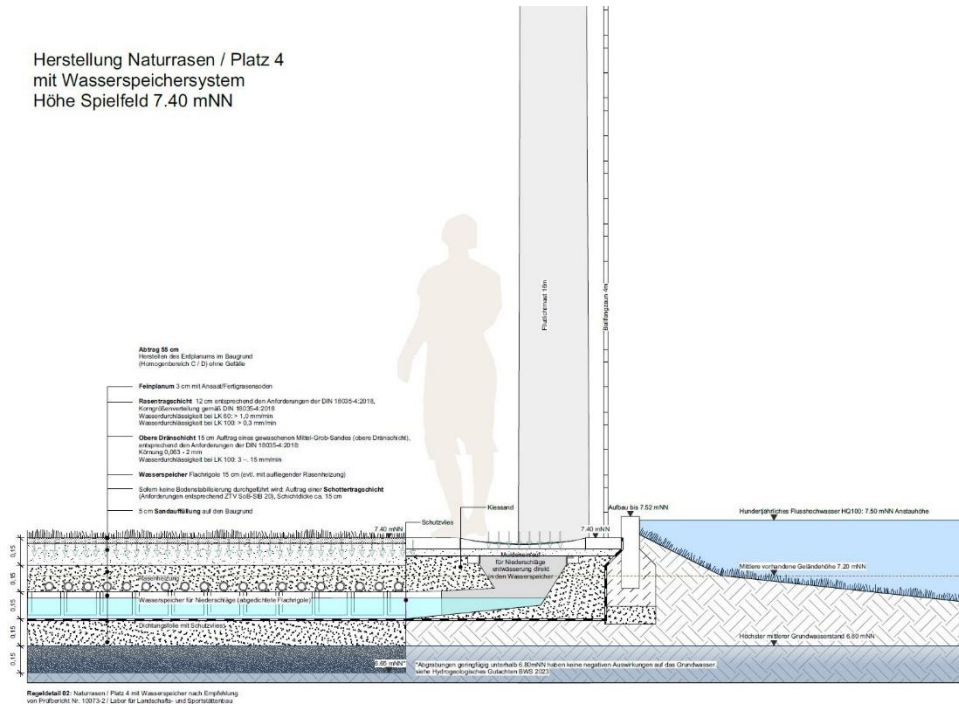 Herstellung Naturrasen / Platz 4
mit Wasserspeichersystem
Höhe Spielfeld 7.40 mNN
Flutlichtmast 16m
Ballfangzaun 4m
Abtrag 55 cm
Herstellen des Erdplanums im Baugrund
(Homogenbereich C / D) ohne Gefälle
Feinplanum 3 cm mit Ansaat/Fertigrasensoden
Rasentragschicht 12 cm entsprechend den Anforderungen der DIN 18035-4:2018,
Korngrößenverteilung gemäß DIN 18035-4:2018
Wasserdurchlässigkeit bei LK 60: > 1,0 mm/min
Wasserdurchlässigkeit bei LK 100: > 0,3 mm/min
Obere Dränschicht 15 cm Auftrag eines gewaschenen Mittel-Grob-Sandes (obere Dränschicht),
entsprechend den Anforderungen der DIN 18035-4:2018
Körnung 0,063 - 2 mm
Wasserdurchlässigkeit bei LK 100: 3 – 15 mm/min
Wasserspeicher Flachrigole 15 cm (evtl. mit aufliegender Rasenheizung)
Sofern keine Bodenstabilisierung durchgeführt wird: Auftrag einer Schottertragschicht
(Anforderungen entsprechend ZTV SoB-StB 20), Schichtdicke ca. 15 cm
5 cm Sandauffüllung auf den Baugrund
Schutzvlies
Kiessand
Aufbau bis 7.52 mNN
Hundertjährliches Flusshochwasser HQ100: 7.50 mNN Anstauhöhe
7.40 mNN
7.40 mNN
Muldeneinlauf
für Niederschläge
entwässerung direkt
in den Wasserspeicher
Mittlere vorhandene Geländehöhe 7.20 mNN
0,15
0,15
0,15
0,15
0,15
Rasenheizung
Wasserspeicher für Niederschläge (abgedichtete Flachrigole)
Dichtungsfolie mit Schutzvlies
Höchster mittlerer Grundwasserstand 6.80 mNN
6.65 mNN*
*Abgrabungen geringfügig unterhalb 6.80mNN haben keine negativen Auswirkungen auf das Grundwasser,
siehe Hydrogeologisches Gutachten BWS 2023
Regeldetail 02: Naturrasen / Platz 4 mit Wasserspeicher nach Empfehlung
von Prüfbericht Nr. 10073-2 / Labor für Landschafts- und Sportstättenbau